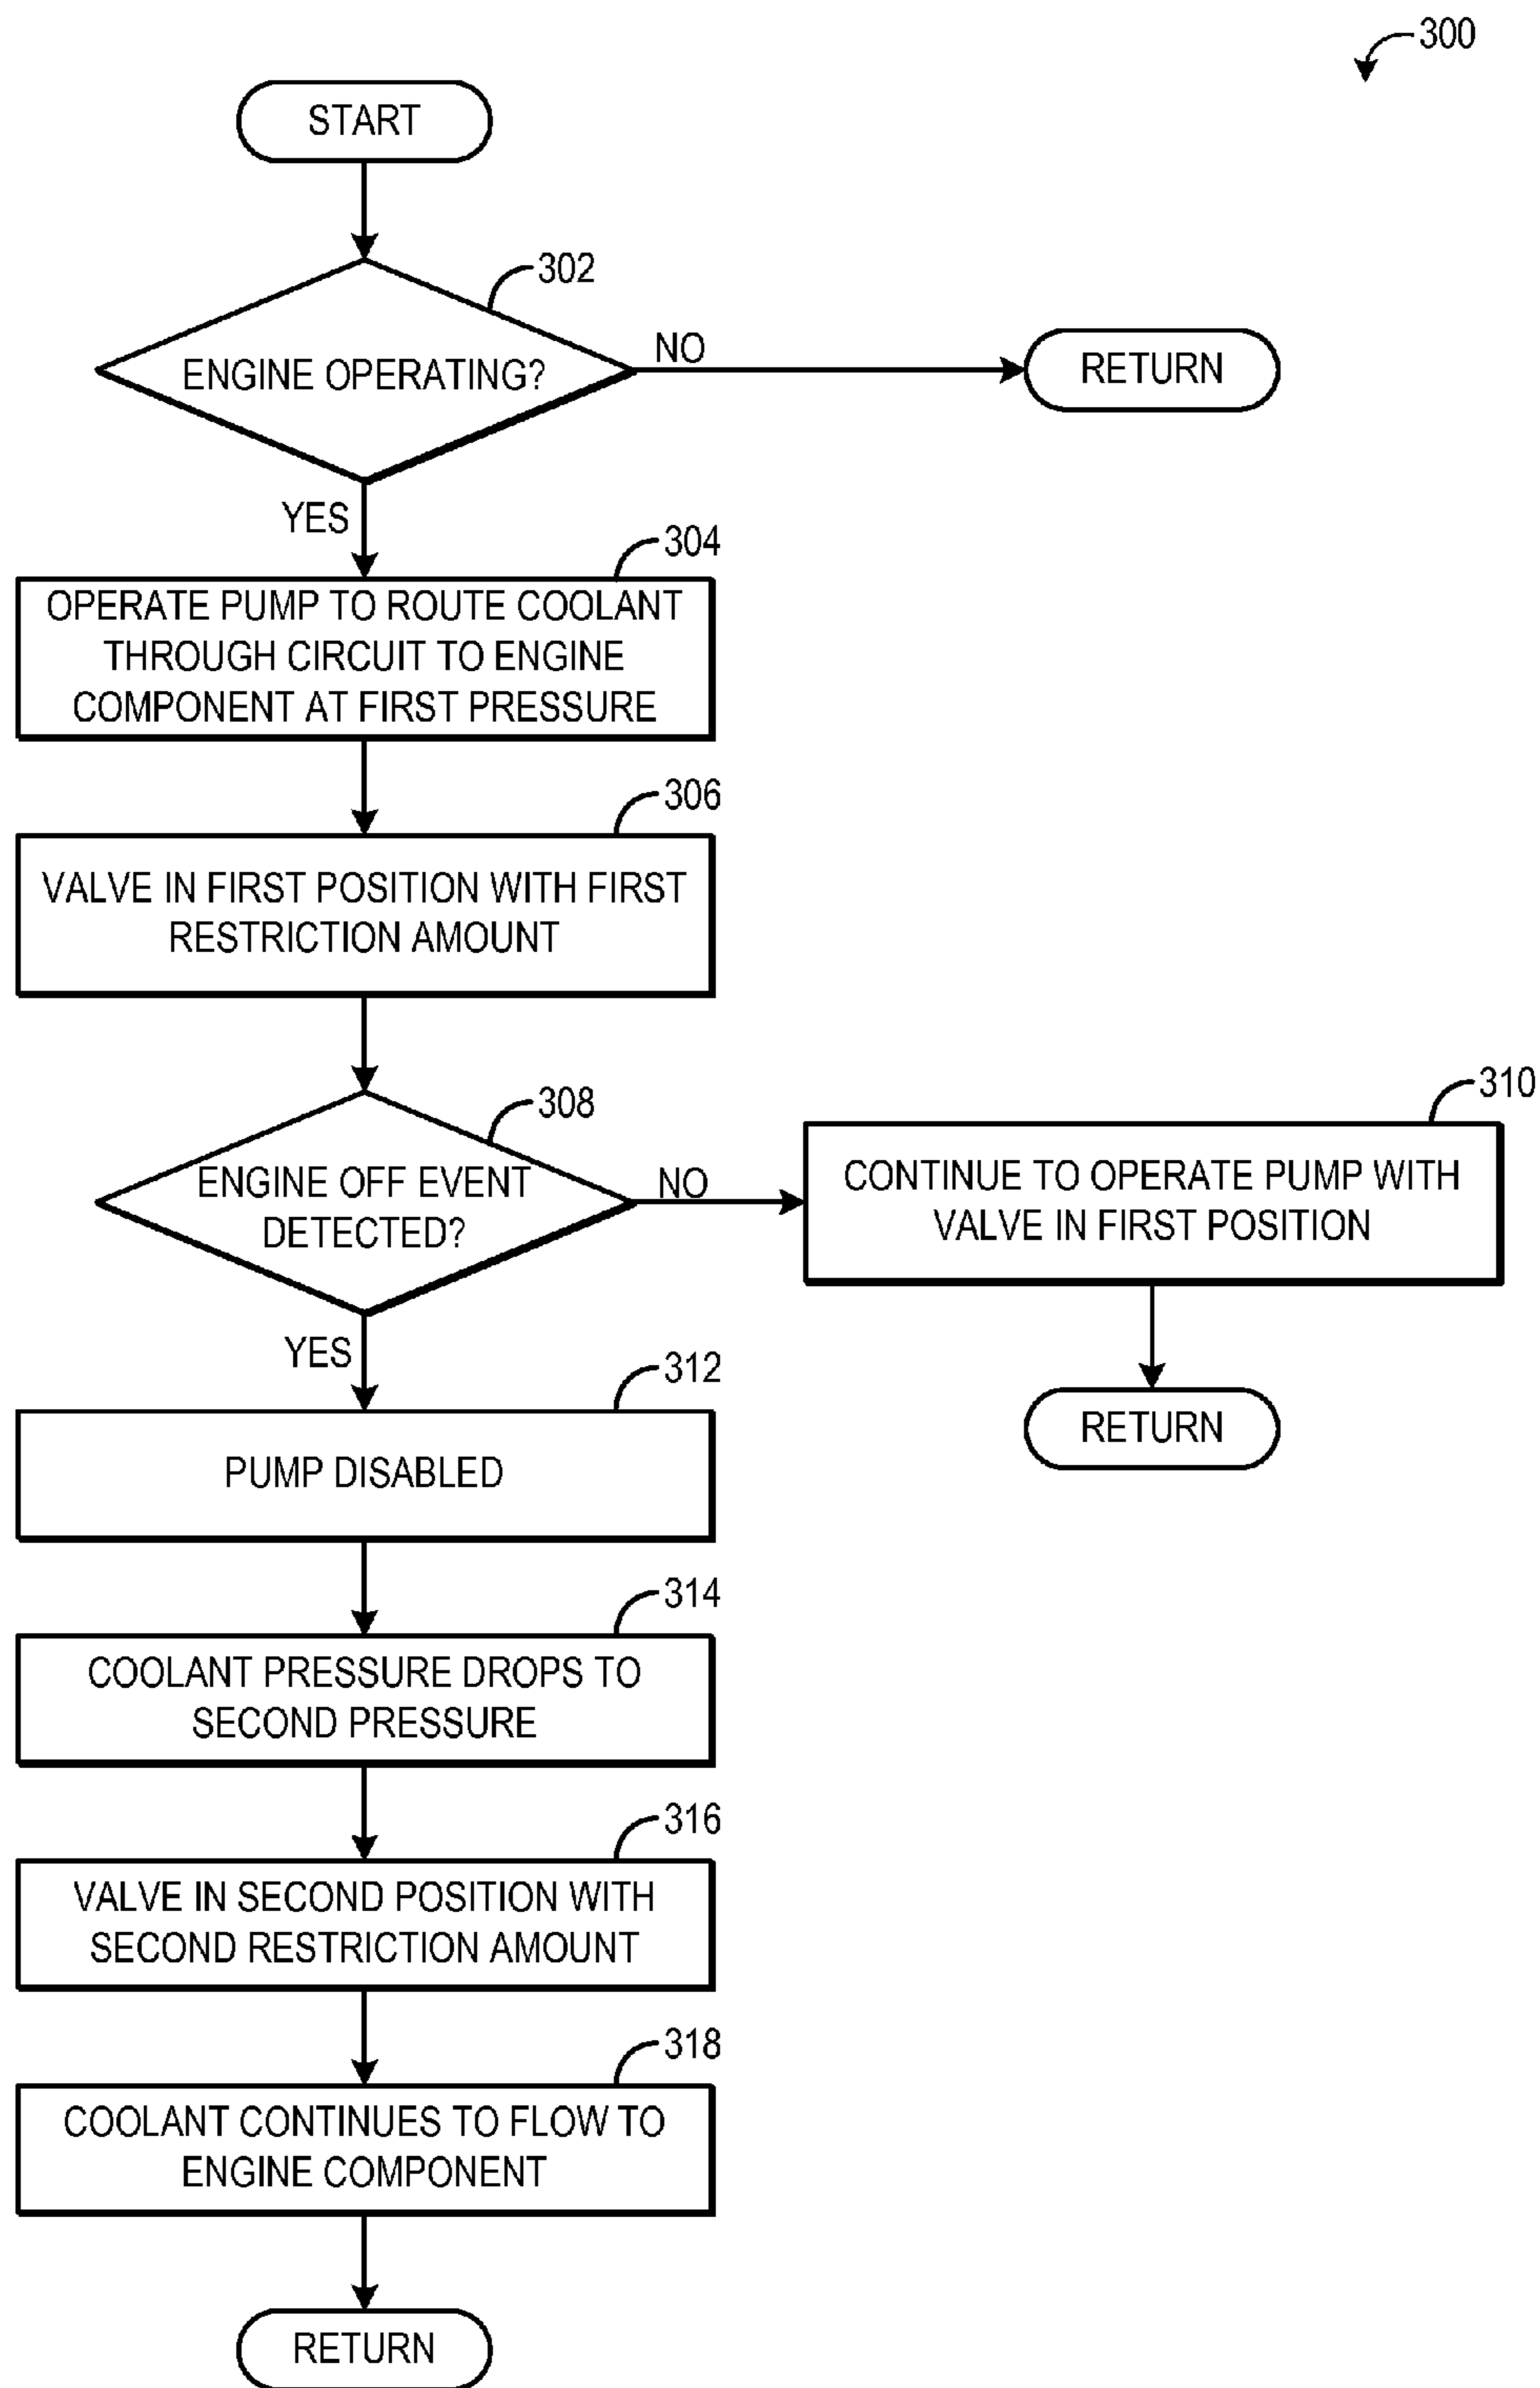 300
START
302
ENGINE OPERATING?
NO
RETURN
YES
304
OPERATE PUMP TO ROUTE COOLANT
THROUGH CIRCUIT TO ENGINE
COMPONENT AT FIRST PRESSURE
306
VALVE IN FIRST POSITION WITH FIRST
RESTRICTION AMOUNT
308
ENGINE OFF EVENT
DETECTED?
NO
310
CONTINUE TO OPERATE PUMP WITH
VALVE IN FIRST POSITION
RETURN
YES
312
PUMP DISABLED
314
COOLANT PRESSURE DROPS TO
SECOND PRESSURE
316
VALVE IN SECOND POSITION WITH
SECOND RESTRICTION AMOUNT
318
COOLANT CONTINUES TO FLOW TO
ENGINE COMPONENT
RETURN